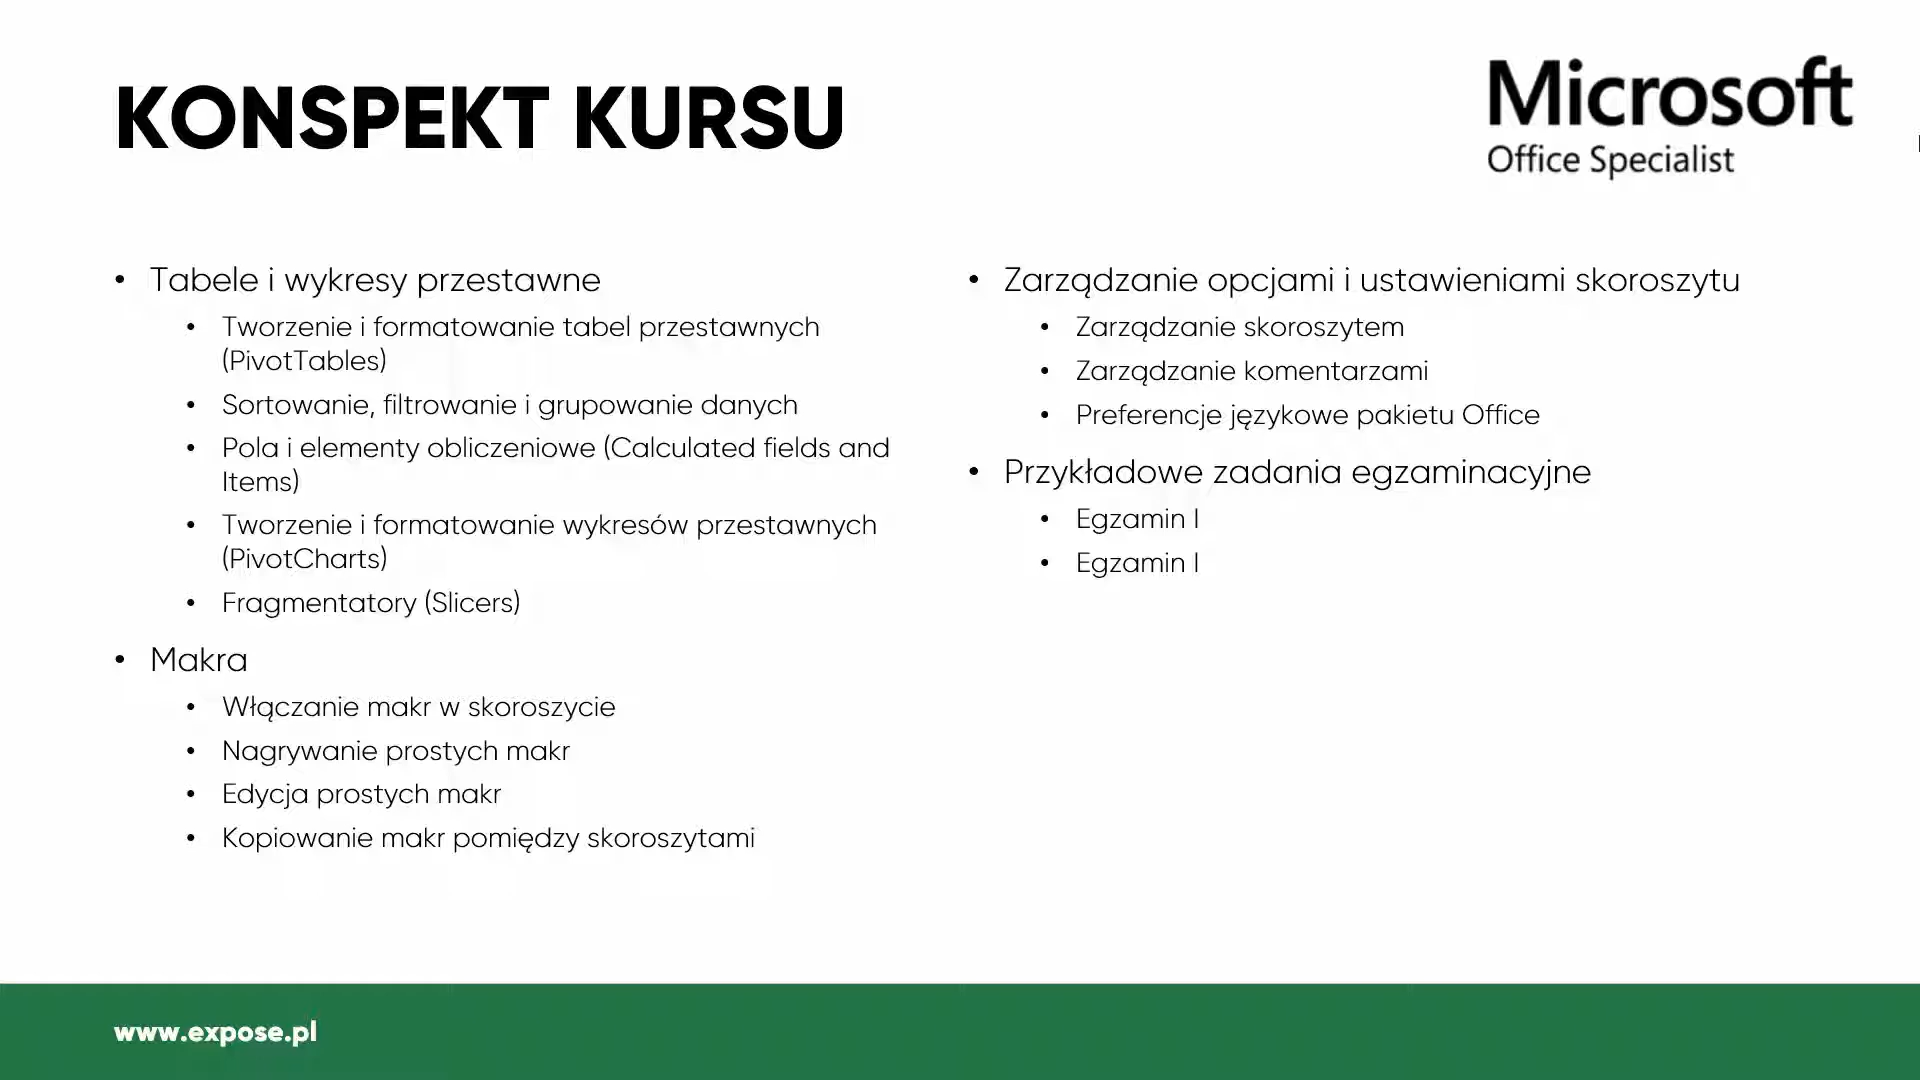 KONSPEKT KURSU
Microsoft
Office Specialist
• Tabele i wykresy przestawne
• Tworzenie i formatowanie tabel przestawnych
(PivotTables)
• Sortowanie, filtrowanie i grupowanie danych
• Pola i elementy obliczeniowe (Calculated fields and
Items)
• Tworzenie i formatowanie wykresów przestawnych
(PivotCharts)
• Fragmentatory (Slicers)
• Makra
• Włączanie makr w skoroszycie
• Nagrywanie prostych makr
• Edycja prostych makr
• Kopiowanie makr pomiędzy skoroszytami
• Zarządzanie opcjami i ustawieniami skoroszytu
• Zarządzanie skoroszytem
• Zarządzanie komentarzami
• Preferencje językowe pakietu Office
• Przykładowe zadania egzaminacyjne
• Egzamin I
• Egzamin I
www.expose.pl